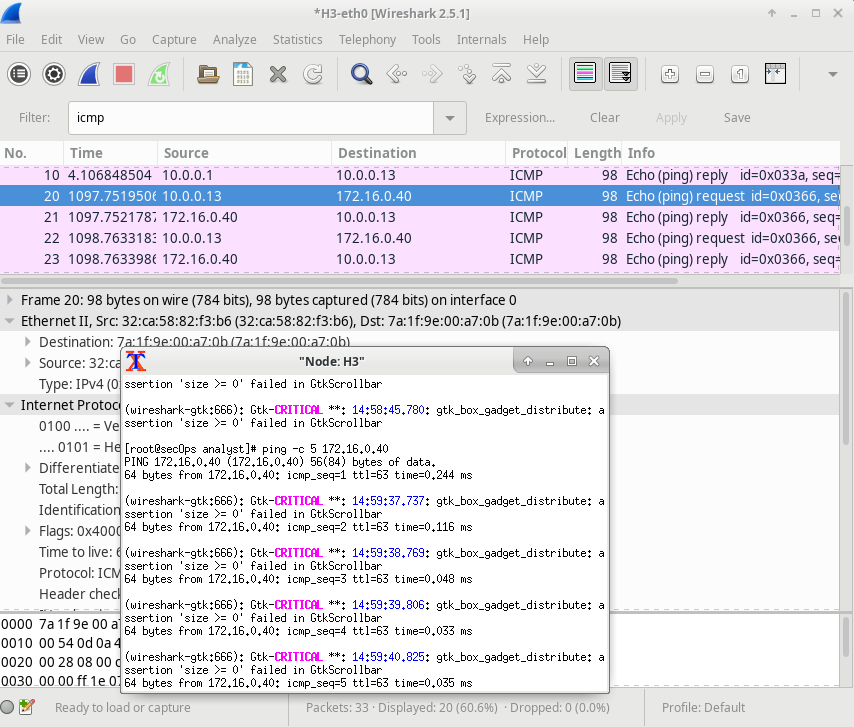 *H3-eth0 [Wireshark 2.5.1]
File Edit View Go Capture Analyze Statistics Telephony Tools Internals Help
Filter: icmp Expression... Clear Apply Save
No. Time Source Destination Protocol Length Info
10 4.106848504 10.0.0.1 10.0.0.13 ICMP 98 Echo (ping) reply id=0x033a, seq=
20 1097.7519506 10.0.0.13 172.16.0.40 ICMP 98 Echo (ping) request id=0x0366, se
21 1097.7521787 172.16.0.40 10.0.0.13 ICMP 98 Echo (ping) reply id=0x0366, seq=
22 1098.7633183 10.0.0.13 172.16.0.40 ICMP 98 Echo (ping) request id=0x0366, se
23 1098.7633986 172.16.0.40 10.0.0.13 ICMP 98 Echo (ping) reply id=0x0366, seq=
Frame 20: 98 bytes on wire (784 bits), 98 bytes captured (784 bits) on interface 0
Ethernet II, Src: 32:ca:58:82:f3:b6 (32:ca:58:82:f3:b6), Dst: 7a:1f:9e:00:a7:0b (7a:1f:9e:00:a7:0b)
Destination: 7a:1f:9e:00:a7:0b (7a:1f:9e:00:a7:0b)
Source: 32:ca
Type: IPv4 (0
Internet Protoc
0100 .... = Ve
.... 0101 = He
Differentiate
Total Length:
Identification
Flags: 0x4000
Time to live: 6
Protocol: ICM
Header check
0000 7a 1f 9e 00 a
0010 00 54 0d 0a 4
0020 00 28 08 00
0030 00 00 ff 1e 0
"Node: H3"
ssertion 'size >= 0' failed in GtkScrollbar
(wireshark-gtk:666): Gtk-CRITICAL **: 14:58:45.780: gtk_box_gadget_distribute: a
ssertion 'size >= 0' failed in GtkScrollbar
[root@secOps analyst]# ping -c 5 172.16.0.40
PING 172.16.0.40 (172.16.0.40) 56(84) bytes of data.
64 bytes from 172.16.0.40: icmp_seq=1 ttl=63 time=0.244 ms
(wireshark-gtk:666): Gtk-CRITICAL **: 14:59:37.737: gtk_box_gadget_distribute: a
ssertion 'size >= 0' failed in GtkScrollbar
64 bytes from 172.16.0.40: icmp_seq=2 ttl=63 time=0.116 ms
(wireshark-gtk:666): Gtk-CRITICAL **: 14:59:38.769: gtk_box_gadget_distribute: a
ssertion 'size >= 0' failed in GtkScrollbar
64 bytes from 172.16.0.40: icmp_seq=3 ttl=63 time=0.048 ms
(wireshark-gtk:666): Gtk-CRITICAL **: 14:59:39.806: gtk_box_gadget_distribute: a
ssertion 'size >= 0' failed in GtkScrollbar
64 bytes from 172.16.0.40: icmp_seq=4 ttl=63 time=0.033 ms
(wireshark-gtk:666): Gtk-CRITICAL **: 14:59:40.825: gtk_box_gadget_distribute: a
ssertion 'size >= 0' failed in GtkScrollbar
64 bytes from 172.16.0.40: icmp_seq=5 ttl=63 time=0.035 ms
Ready to load or capture Packets: 33 · Displayed: 20 (60.6%) · Dropped: 0 (0.0%) Profile: Default